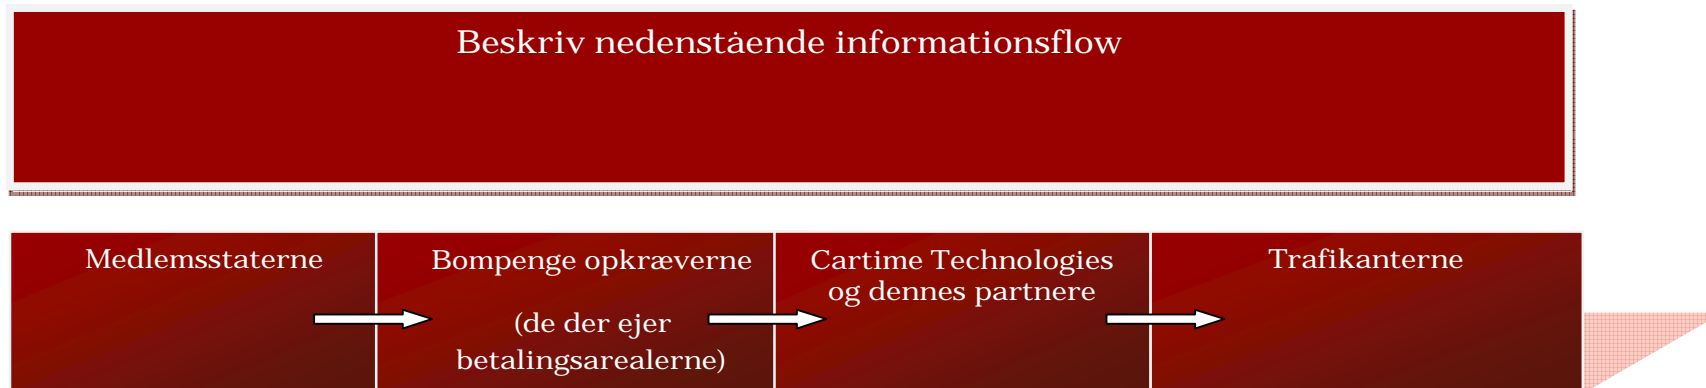 Beskriv nedenstående informationsflow
Medlemsstaterne
Bompenge opkræverne
(de der ejer
betalingsarealerne)
Cartime Technologies
og dennes partnere
Trafikanterne